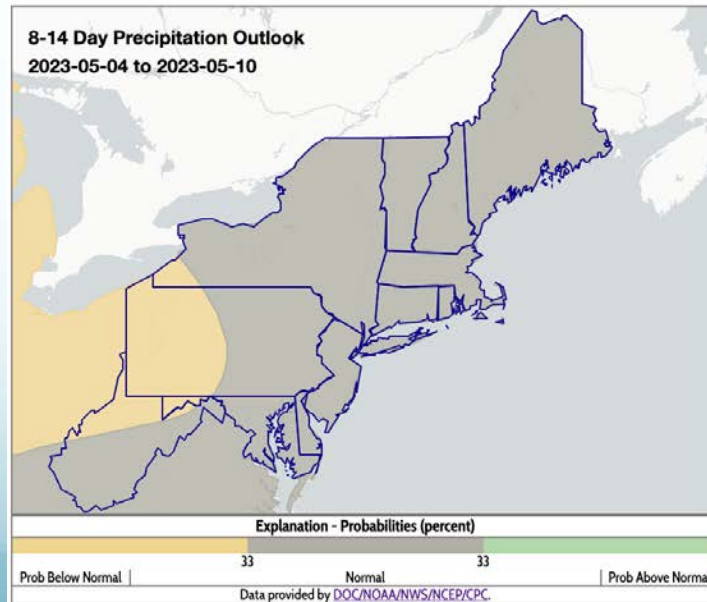 8-14 Day Precipitation Outlook
2023-05-04 to 2023-05-10
Explanation - Probabilities (percent)
33 33
Prob Below Normal Normal Prob Above Norma
Data provided by DOC/NOAA/NWS/NCEP/CPC.